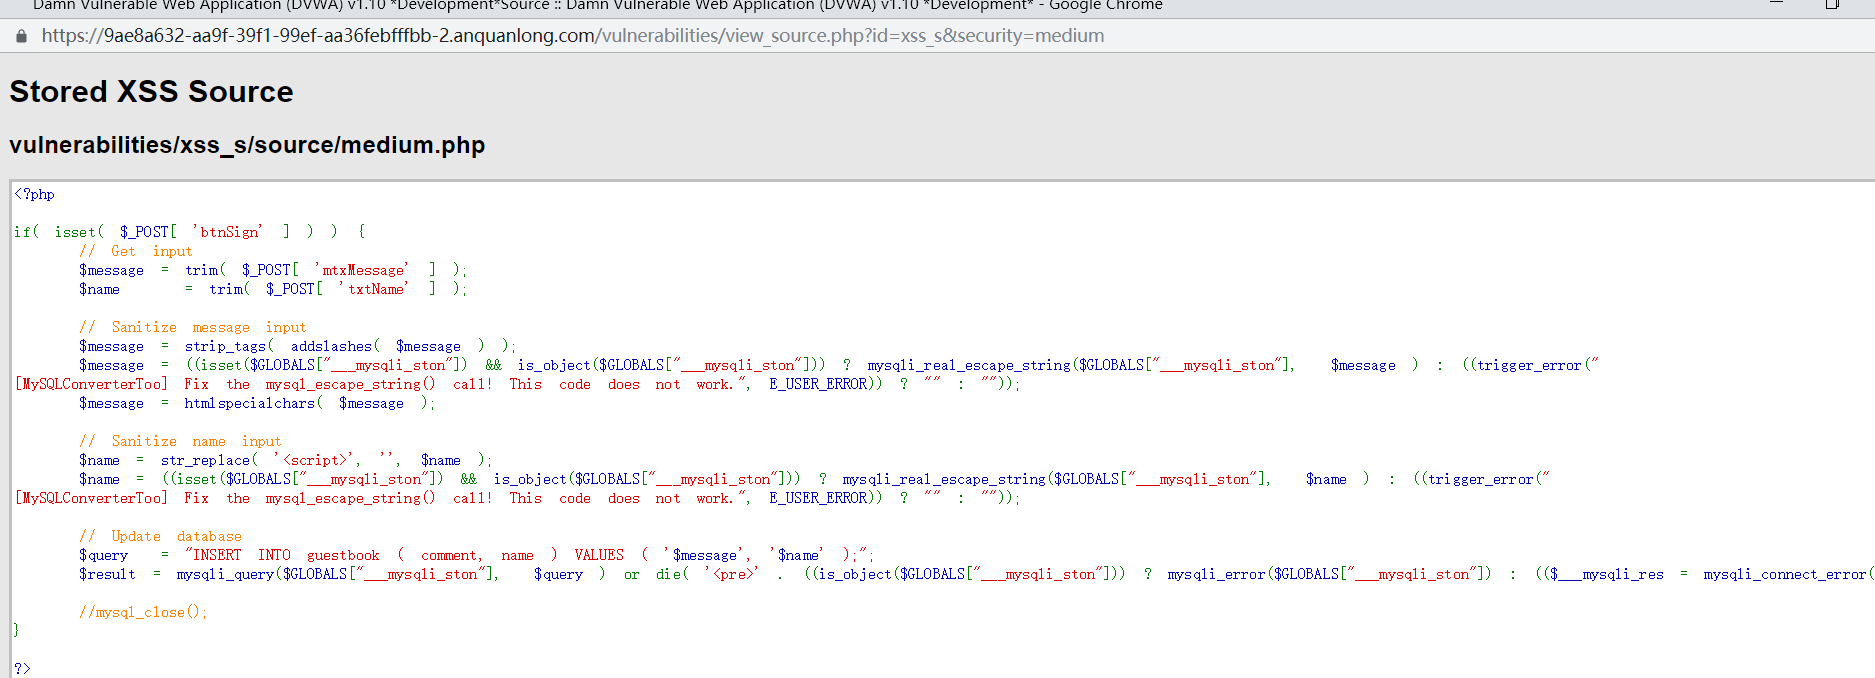 Damn Vulnerable Web Application (DVWA) v1.10 *Development*Source :: Damn Vulnerable Web Application (DVWA) v1.10 *Development* - Google Chrome
https://9ae8a632-aa9f-39f1-99ef-aa36febfffbb-2.anquanlong.com/vulnerabilities/view_source.php?id=xss_s&security=medium
Stored XSS Source
vulnerabilities/xss_s/source/medium.php
<?php
if( isset( $_POST[ 'btnSign' ] ) ) {
// Get input
$message = trim( $_POST[ 'mtxMessage' ] );
$name = trim( $_POST[ 'txtName' ] );
// Sanitize message input
$message = strip_tags( addslashes( $message ) );
$message = ((isset($GLOBALS["___mysqli_ston"]) && is_object($GLOBALS["___mysqli_ston"])) ? mysqli_real_escape_string($GLOBALS["___mysqli_ston"], $message ) : ((trigger_error("
[MySQLConverterToo] Fix the mysql_escape_string() call! This code does not work.", E_USER_ERROR)) ? "" : ""));
$message = htmlspecialchars( $message );
// Sanitize name input
$name = str_replace( '<script>', '', $name );
$name = ((isset($GLOBALS["___mysqli_ston"]) && is_object($GLOBALS["___mysqli_ston"])) ? mysqli_real_escape_string($GLOBALS["___mysqli_ston"], $name ) : ((trigger_error("
[MySQLConverterToo] Fix the mysql_escape_string() call! This code does not work.", E_USER_ERROR)) ? "" : ""));
// Update database
$query = "INSERT INTO guestbook ( comment, name ) VALUES ( '$message', '$name' );";
$result = mysqli_query($GLOBALS["___mysqli_ston"], $query ) or die( '<pre>' . ((is_object($GLOBALS["___mysqli_ston"])) ? mysqli_error($GLOBALS["___mysqli_ston"]) : (($___mysqli_res = mysqli_connect_error(
//mysql_close();
}
?>